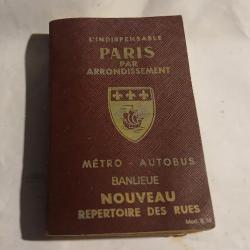 L'INDISPENSABLE
PARIS
PAR
ARRONDISSEMENT
MÉTRO - AUTOBUS
BANLIEUE
NOUVEAU
REPERTOIRE DES RUES